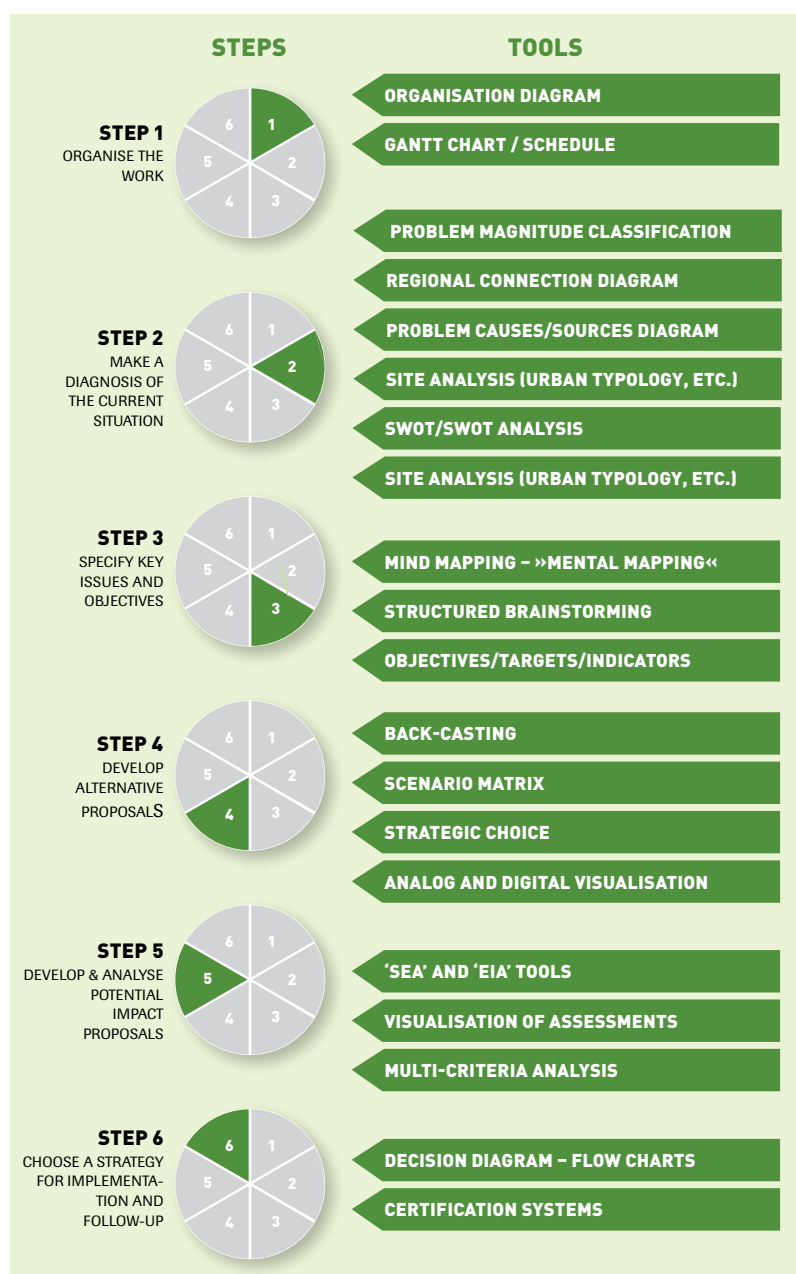 STEPS
TOOLS
STEP 1
ORGANISE THE
WORK
6
1
5
2
4
3
ORGANISATION DIAGRAM
GANTT CHART / SCHEDULE
STEP 2
MAKE A
DIAGNOSIS OF
THE CURRENT
SITUATION
6
1
5
2
4
3
PROBLEM MAGNITUDE CLASSIFICATION
REGIONAL CONNECTION DIAGRAM
PROBLEM CAUSES/SOURCES DIAGRAM
SITE ANALYSIS (URBAN TYPOLOGY, ETC.)
SWOT/SWOT ANALYSIS
SITE ANALYSIS (URBAN TYPOLOGY, ETC.)
STEP 3
SPECIFY KEY
ISSUES AND
OBJECTIVES
6
1
5
2
4
3
MIND MAPPING – »MENTAL MAPPING«
STRUCTURED BRAINSTORMING
OBJECTIVES/TARGETS/INDICATORS
STEP 4
DEVELOP
ALTERNATIVE
PROPOSALS
6
1
5
2
4
3
BACK-CASTING
SCENARIO MATRIX
STRATEGIC CHOICE
ANALOG AND DIGITAL VISUALISATION
STEP 5
DEVELOP & ANALYSE
POTENTIAL
IMPACT
PROPOSALS
6
1
5
2
4
3
‘SEA’ AND ‘EIA’ TOOLS
VISUALISATION OF ASSESSMENTS
MULTI-CRITERIA ANALYSIS
STEP 6
CHOOSE A STRATEGY
FOR IMPLEMENTA-
TION AND
FOLLOW-UP
6
1
5
2
4
3
DECISION DIAGRAM – FLOW CHARTS
CERTIFICATION SYSTEMS